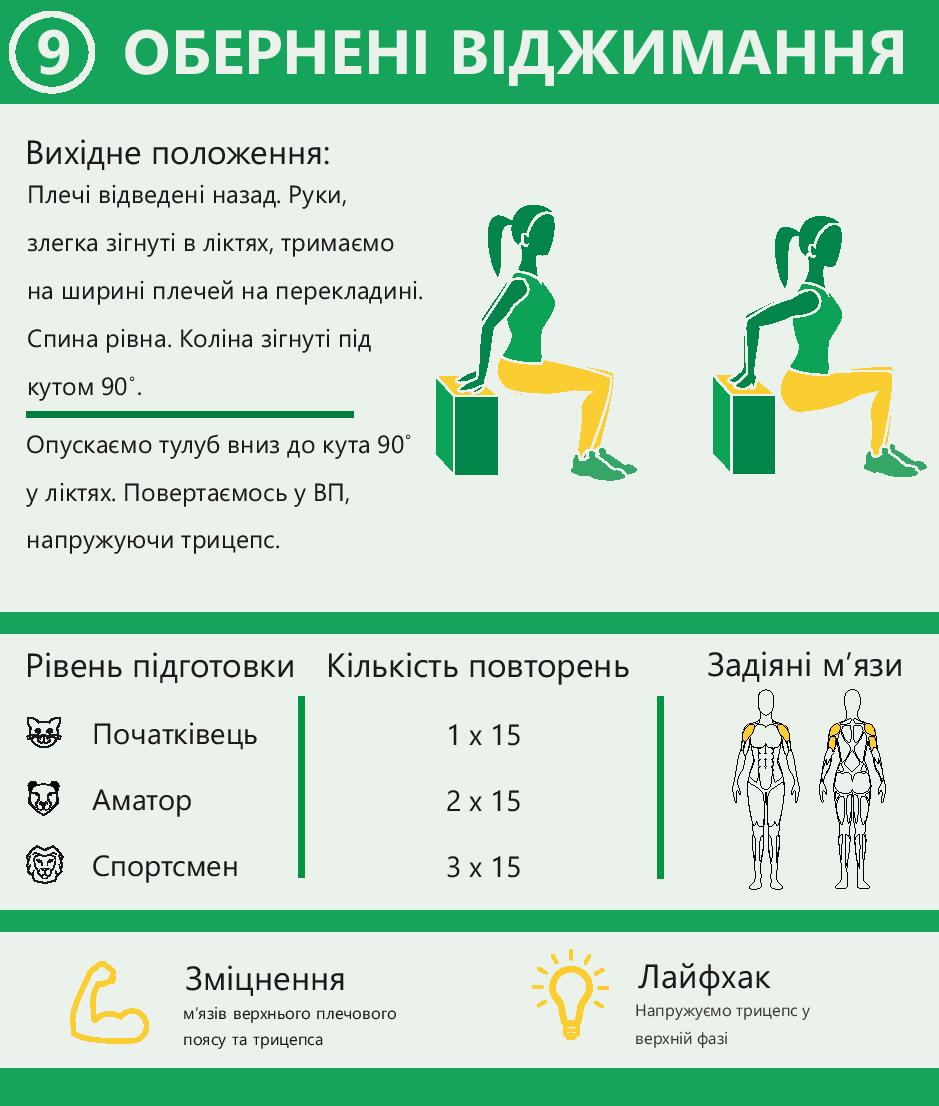 9 ОБЕРНЕНІ ВІДЖИМАННЯ
Вихідне положення:
Плечі відведені назад. Руки,
злегка зігнуті в ліктях, тримаємо
на ширині плечей на перекладині.
Спина рівна. Коліна зігнуті під
кутом 90˚.
Опускаємо тулуб вниз до кута 90˚
у ліктях. Повертаємось у ВП,
напружуючи трицепс.
Рівень підготовки Кількість повторень Задіяні м’язи
Початківець 1 x 15
Аматор 2 x 15
Спортсмен 3 x 15
Зміцнення
м’язів верхнього плечового
поясу та трицепса
Лайфхак
Напружуємо трицепс у
верхній фазі